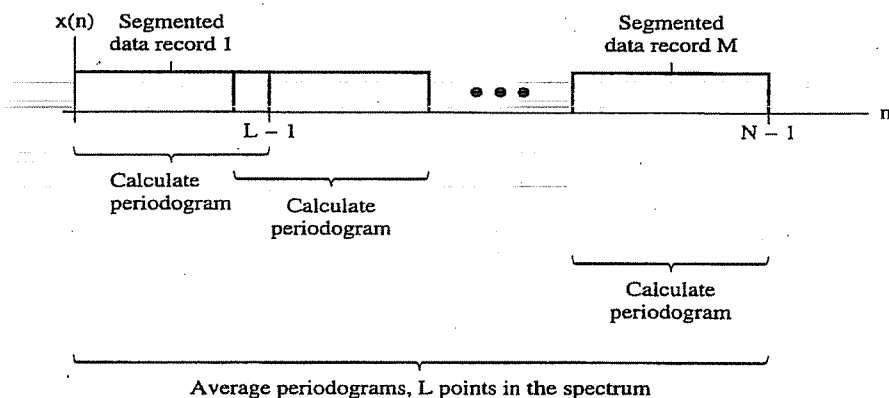 x(n)
Segmented
data record 1
Segmented
data record M
n
L – 1
N – 1
Calculate
periodogram
Calculate
periodogram
Calculate
periodogram
Average periodograms, L points in the spectrum